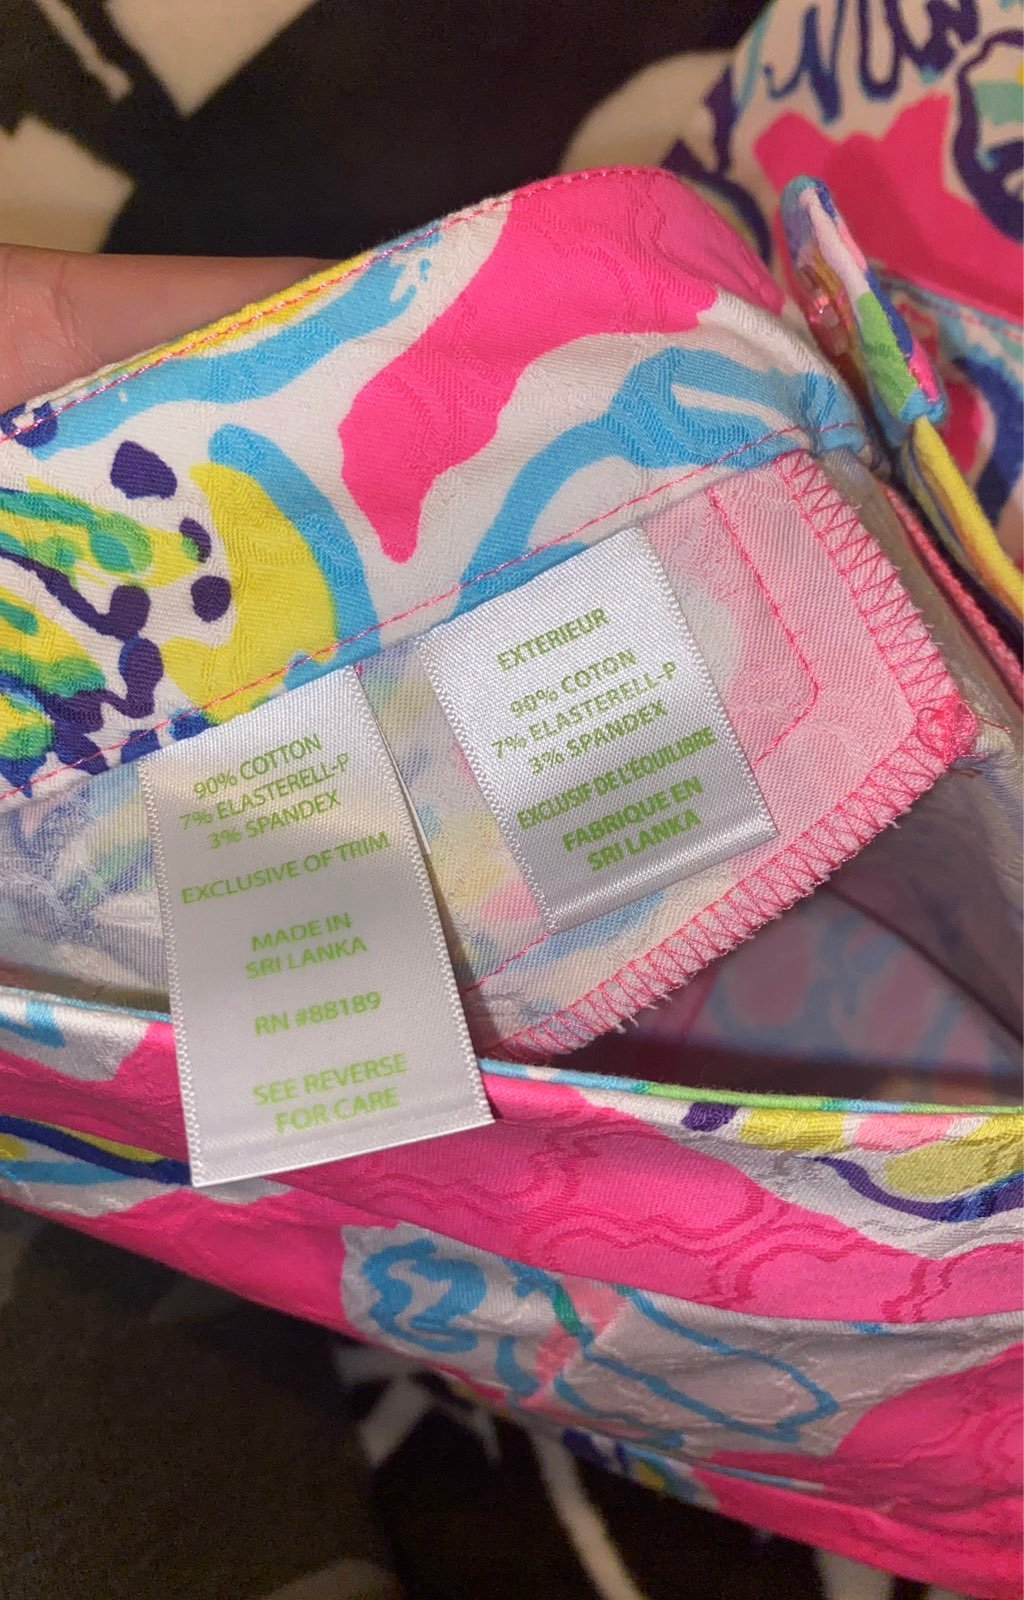 90% COTTON
7% ELASTERELL-P
3% SPANDEX
EXCLUSIVE OF TRIM
MADE IN
SRI LANKA
RN #88189
SEE REVERSE
FOR CARE
EXTERIEUR
90% COTON
7% ELASTERELL-P
3% SPANDEX
EXCLUSIF DE L'ÉQUILIBRE
FABRIQUE EN
SRI LANKA